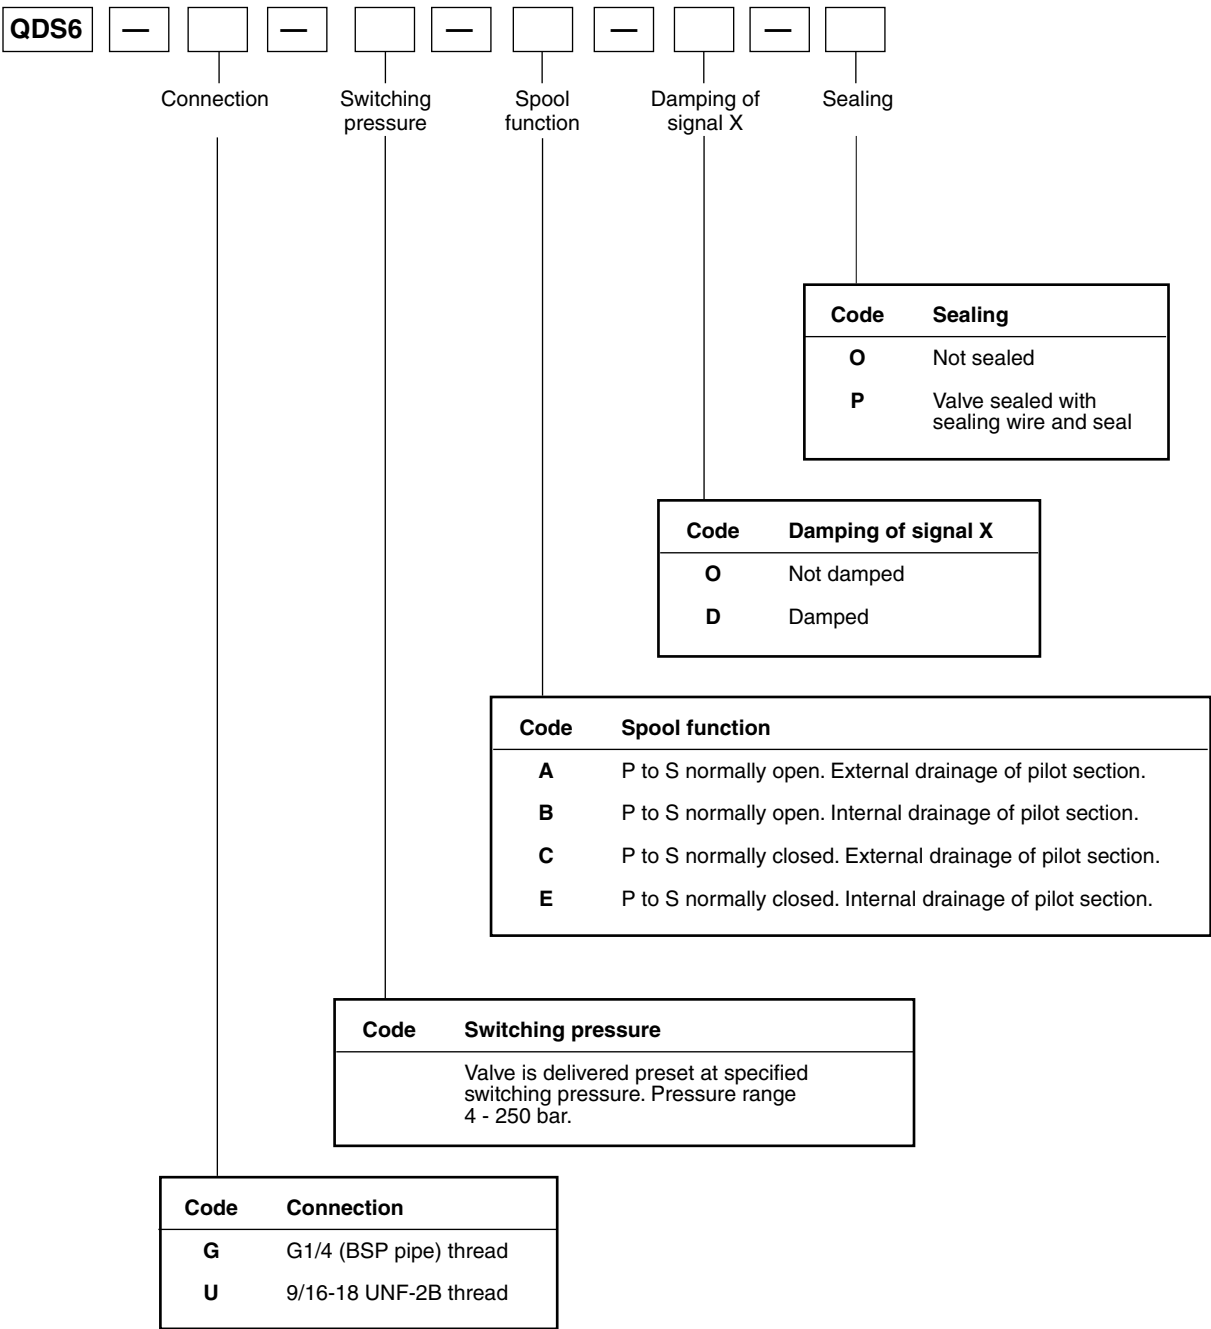 QDS6 — — — — —
Connection
Switching
pressure
Spool
function
Damping of
signal X
Sealing
Code Sealing
O Not sealed
P Valve sealed with
sealing wire and seal
Code Damping of signal X
O Not damped
D Damped
Code Spool function
A P to S normally open. External drainage of pilot section.
B P to S normally open. Internal drainage of pilot section.
C P to S normally closed. External drainage of pilot section.
E P to S normally closed. Internal drainage of pilot section.
Code Switching pressure
Valve is delivered preset at specified
switching pressure. Pressure range
4 - 250 bar.
Code Connection
G G1/4 (BSP pipe) thread
U 9/16-18 UNF-2B thread